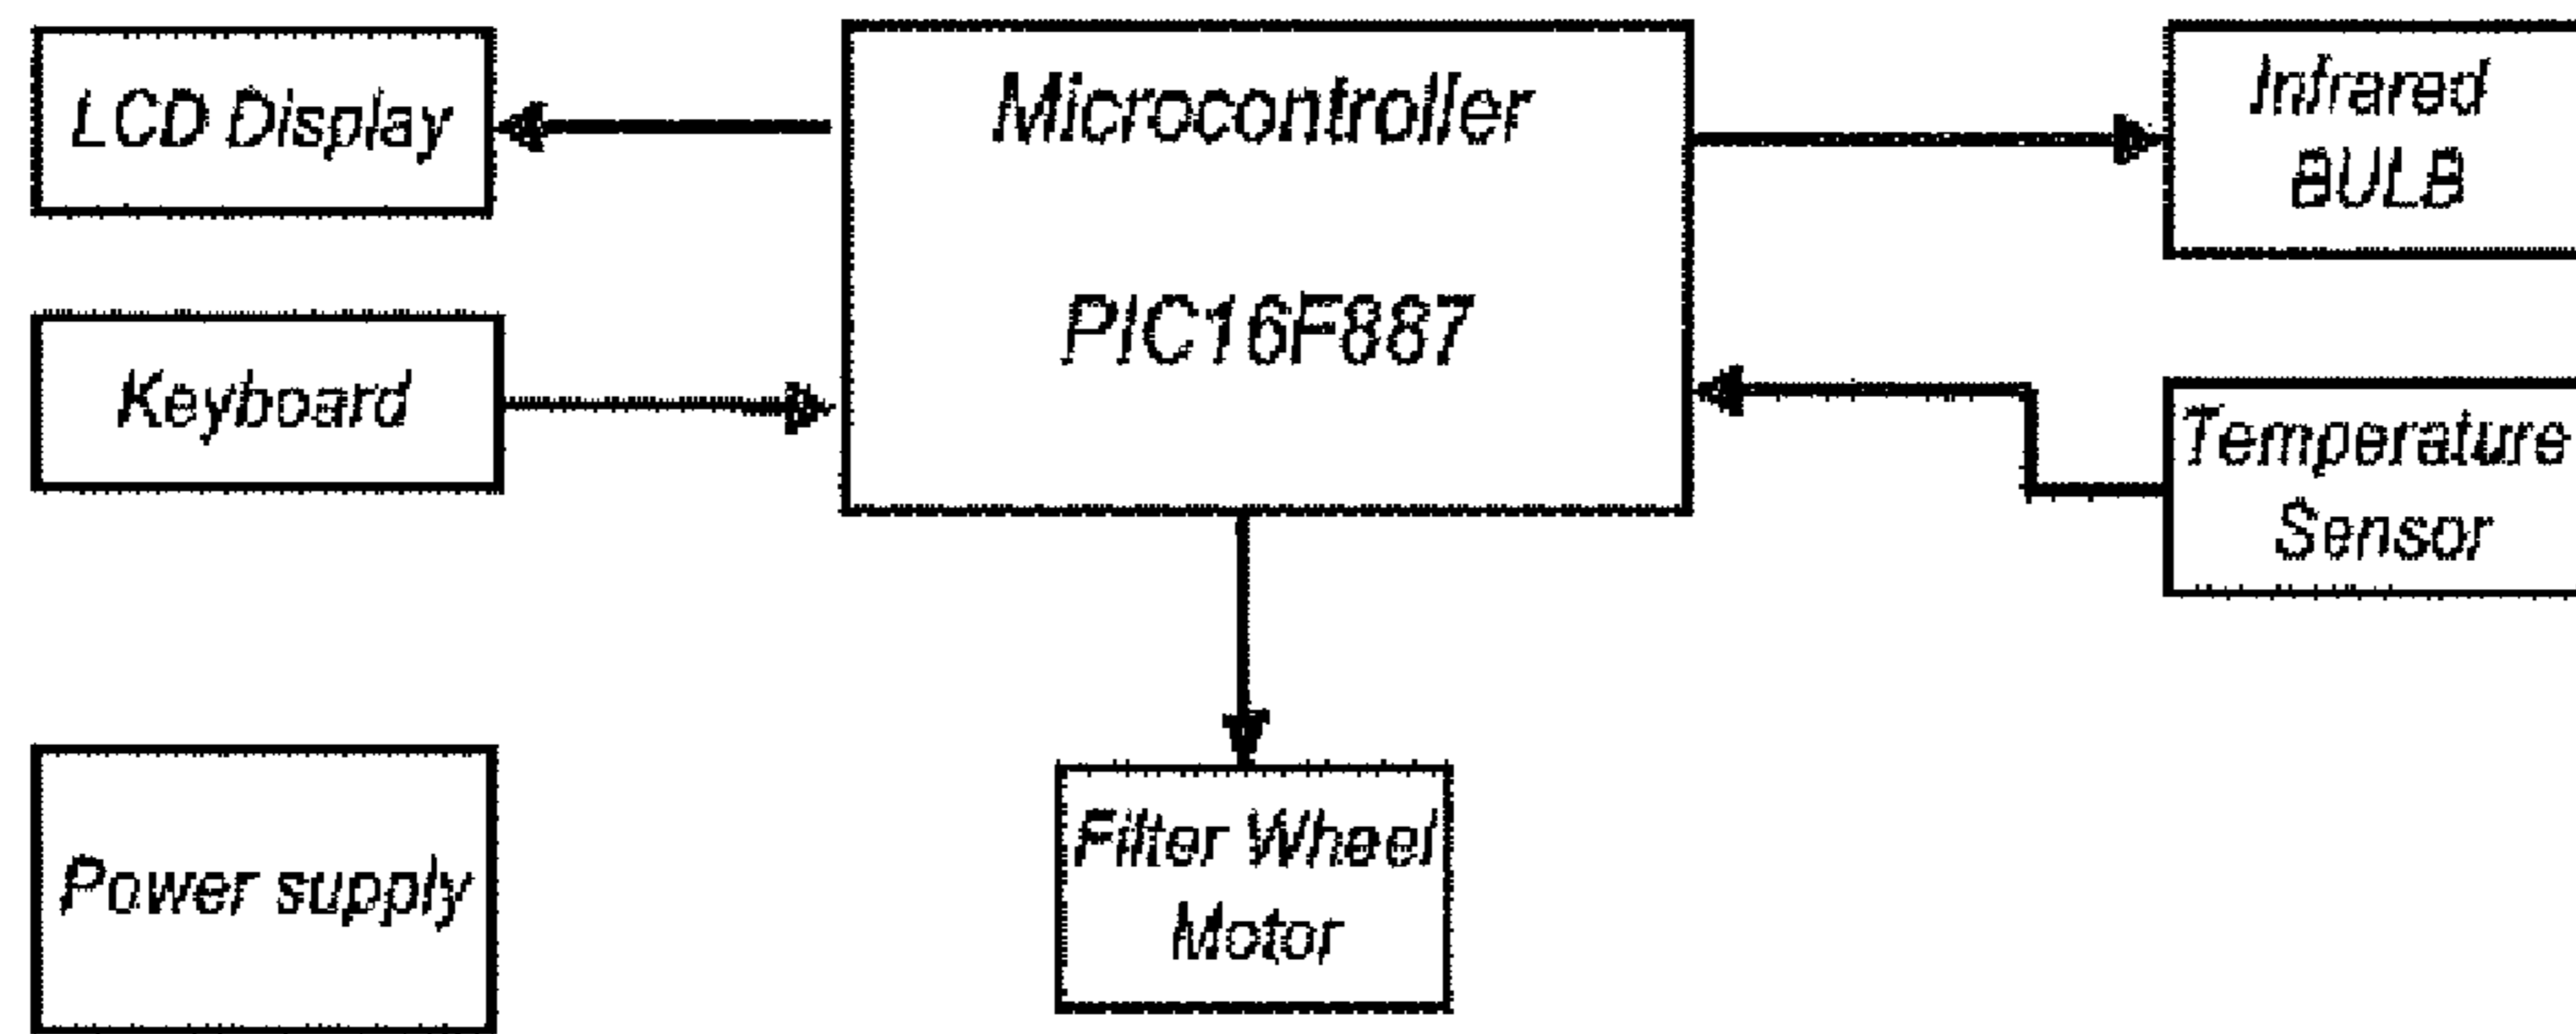 LCD Display
Microcontroller
PIC16F887
Infrared
BULB
Keyboard
Temperature
Sensor
Power supply
Filter Wheel
Motor